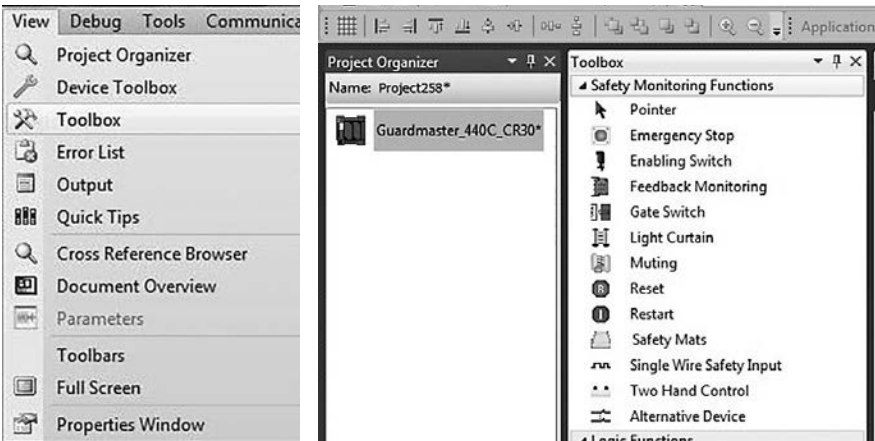 View Debug Tools Communica
Project Organizer
Device Toolbox
Toolbox
Error List
Output
Quick Tips
Cross Reference Browser
Document Overview
Parameters
Toolbars
Full Screen
Properties Window
Application
Project Organizer
Name: Project258*
Guardmaster_440C_CR30*
Toolbox
Safety Monitoring Functions
Pointer
Emergency Stop
Enabling Switch
Feedback Monitoring
Gate Switch
Light Curtain
Muting
Reset
Restart
Safety Mats
Single Wire Safety Input
Two Hand Control
Alternative Device
Logic Functions